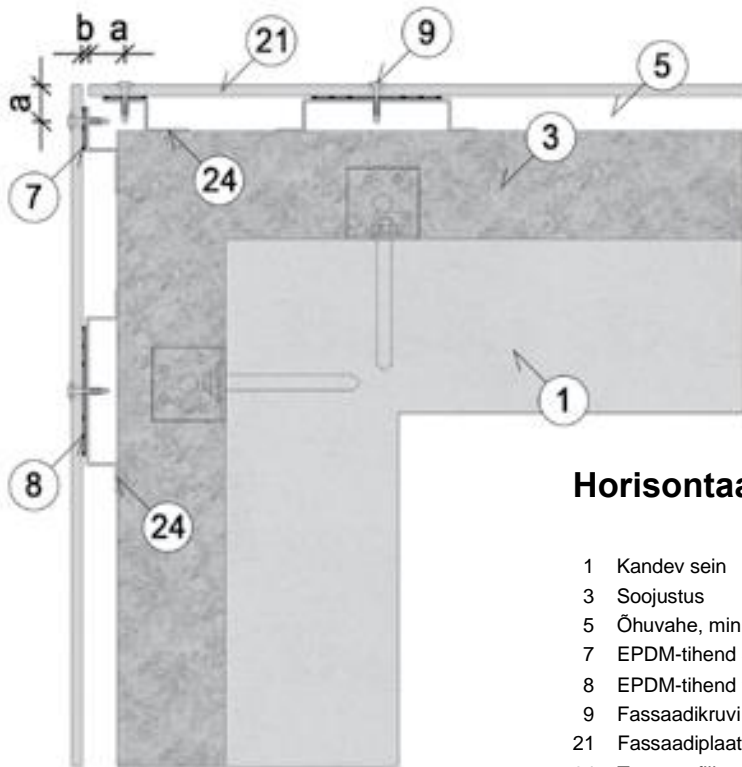 b a
21
9
5
a
3
7
24
1
8
24
Horisontaa
1 Kandev sein
3 Soojustus
5 Õhuvahe, min
7 EPDM-tihend
8 EPDM-tihend
9 Fassaadikruvi
21 Fassaadiplaat